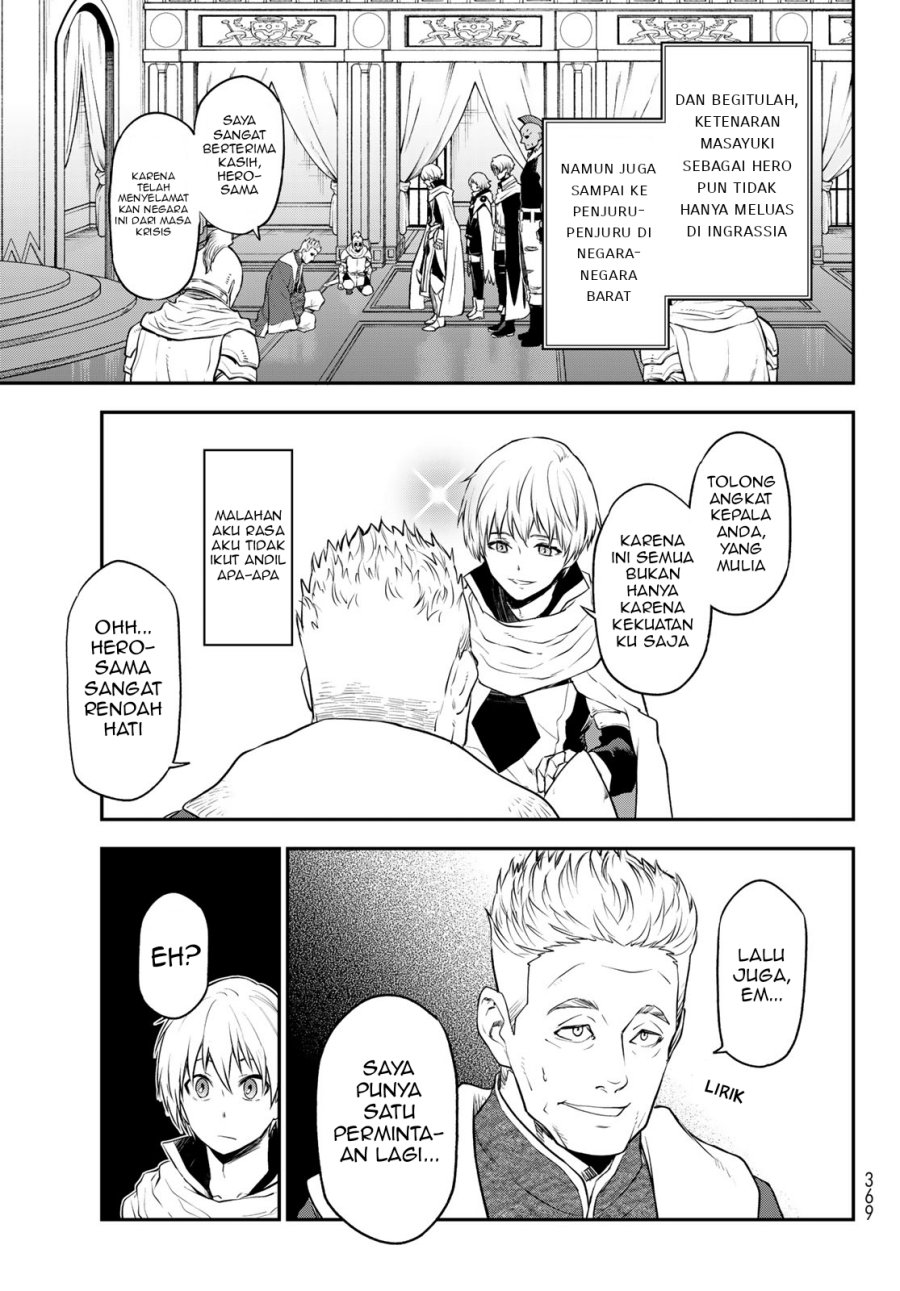 DAN BEGITULAH,
KETENARAN
MASAYUKI
SEBAGAI HERO
PUN TIDAK
HANYA MELUAS
DI INGRASSIA
NAMUN JUGA
SAMPAI KE
PENJURU-
PENJURU DI
NEGARA-
NEGARA
BARAT
SAYA
SANGAT
BERTERIMA
KASIH,
HERO-
SAMA
KARENA
TELAH
MENYELAMAT
KAN NEGARA
INI DARI MASA
KRISIS
TOLONG
ANGKAT
KEPALA
ANDA,
YANG
MULIA
KARENA
INI SEMUA
BUKAN
HANYA
KARENA
KEKUATAN
KU SAJA
MALAHAN
AKU RASA
AKU TIDAK
IKUT ANDIL
APA-APA
OHH...
HERO-
SAMA
SANGAT
RENDAH
HATI
LALU
JUGA,
EM...
LIRIK
SAYA
PUNYA
SATU
PERMINTA-
AN LAGI...
EH?
369